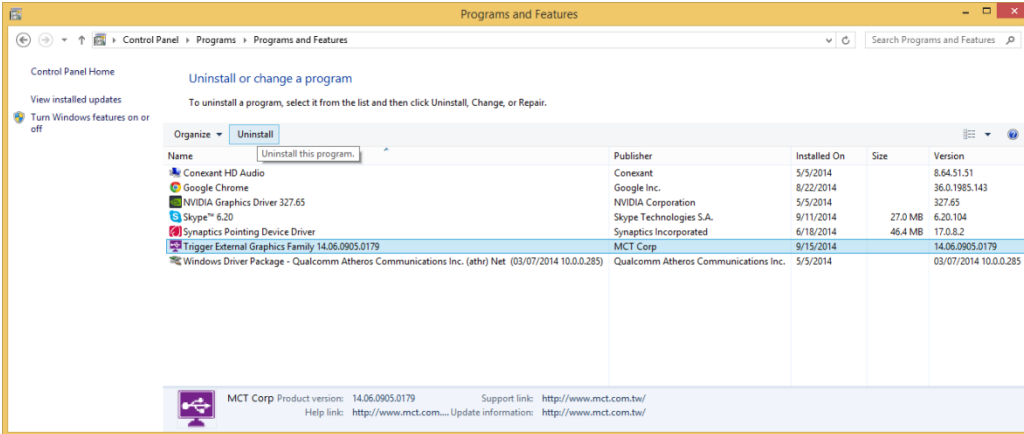 Programs and Features
Control Panel Programs Programs and Features Search Programs and Features
Control Panel Home
View installed updates
Turn Windows features on or
off
Uninstall or change a program
To uninstall a program, select it from the list and then click Uninstall, Change, or Repair.
Organize Uninstall
Uninstall this program.
Name Publisher Installed On Size Version
Conexant HD Audio Conexant 5/5/2014 8.64.51.51
Google Chrome Google Inc. 8/22/2014 36.0.1985.143
NVIDIA Graphics Driver 327.65 NVIDIA Corporation 5/5/2014 327.65
Skype™ 6.20 Skype Technologies S.A. 9/11/2014 27.0 MB 6.20.104
Synaptics Pointing Device Driver Synaptics Incorporated 6/18/2014 46.4 MB 17.0.8.2
Trigger External Graphics Family 14.06.0905.0179 MCT Corp 9/15/2014 14.06.0905.0179
Windows Driver Package - Qualcomm Atheros Communications Inc. (athr) Net (03/07/2014 10.0.0.285) Qualcomm Atheros Communications Inc. 5/5/2014 03/07/2014 10.0.0.285
MCT Corp Product version: 14.06.0905.0179 Support link: http://www.mct.com.tw/
Help link: http://www.mct.com.... Update information: http://www.mct.com.tw/